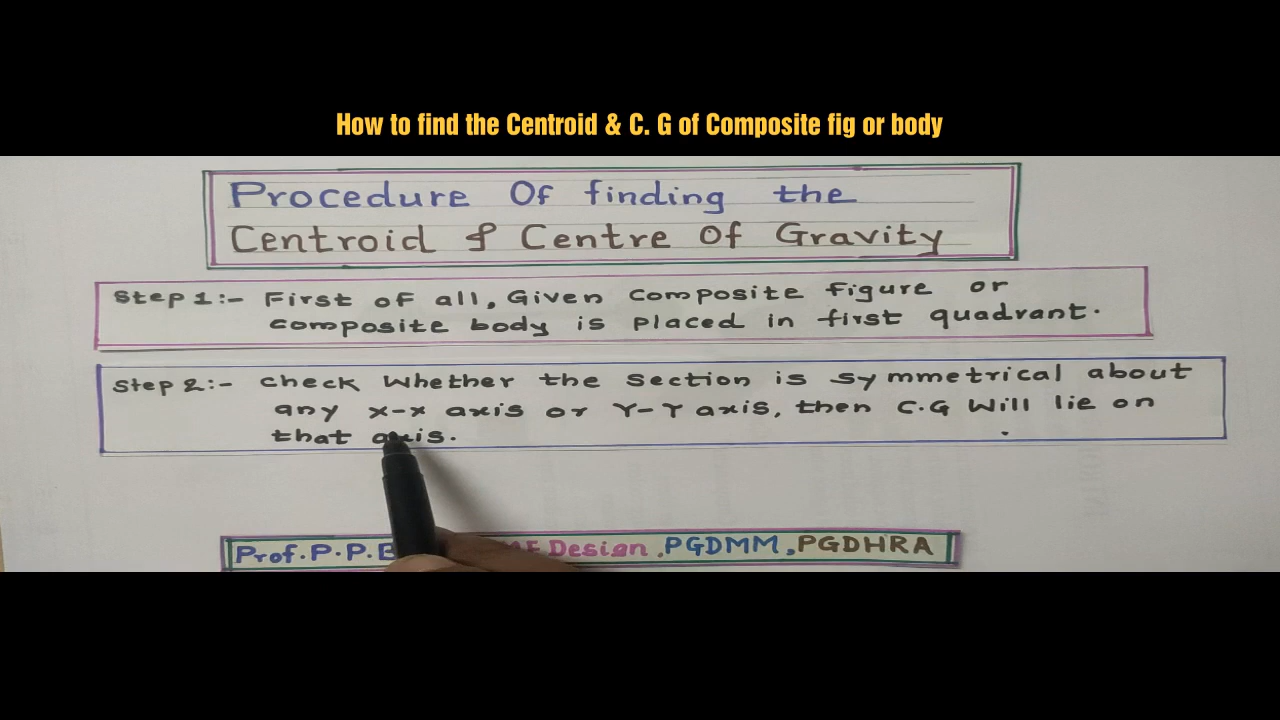 How to find the Centroid & C. G of Composite fig or body
Procedure Of finding the
Centroid & Centre Of Gravity
Step 1:- First of all, Given composite figure or
composite body is placed in first quadrant.
Step 2:- check whether the section is symmetrical about
any x-x axis or Y-Y axis, then C.G Will lie on
that axis.
Prof. P. P. Design, PGDMM, PGDHRA